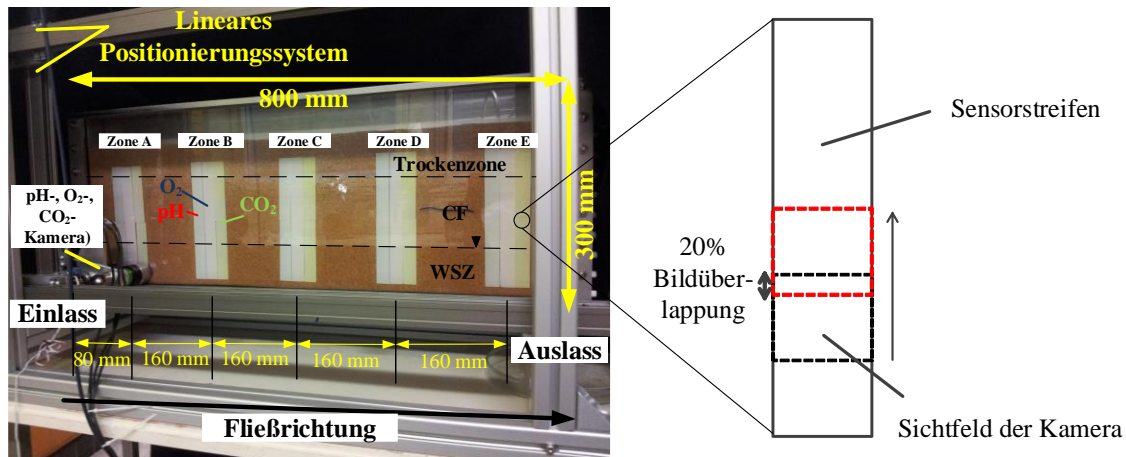 Lineares
Positionierungssystem
800 mm
Zone A
Zone B
Zone C
Zone D
Zone E
Trockenzone
O₂
pH
CO₂
CF
WSZ
300 mm
pH-, O₂-,
CO₂-
Kamera)
Einlass
Auslass
80 mm
160 mm
160 mm
160 mm
160 mm
Fließrichtung
Sensorstreifen
20%
Bildüber-
lappung
Sichtfeld der Kamera